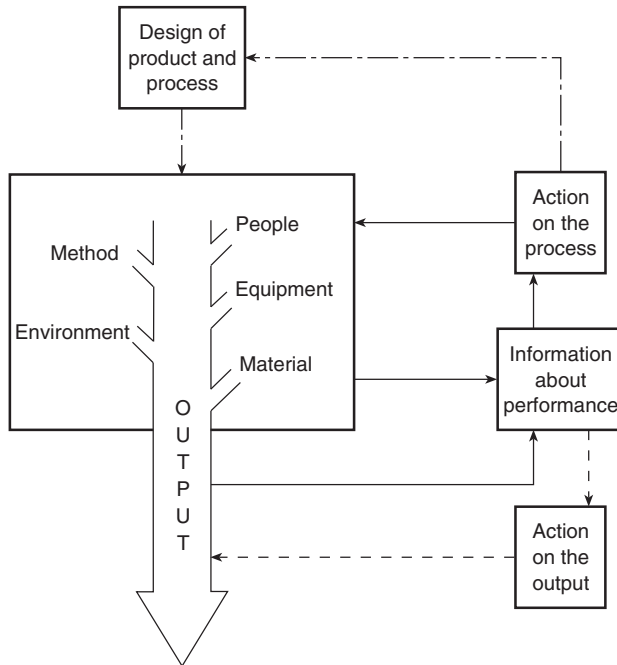 Design of
product and
process
Action
on the
process
People
Method
Equipment
Environment
Information
about
performance
Material
OUTPUT
Action
on the
output